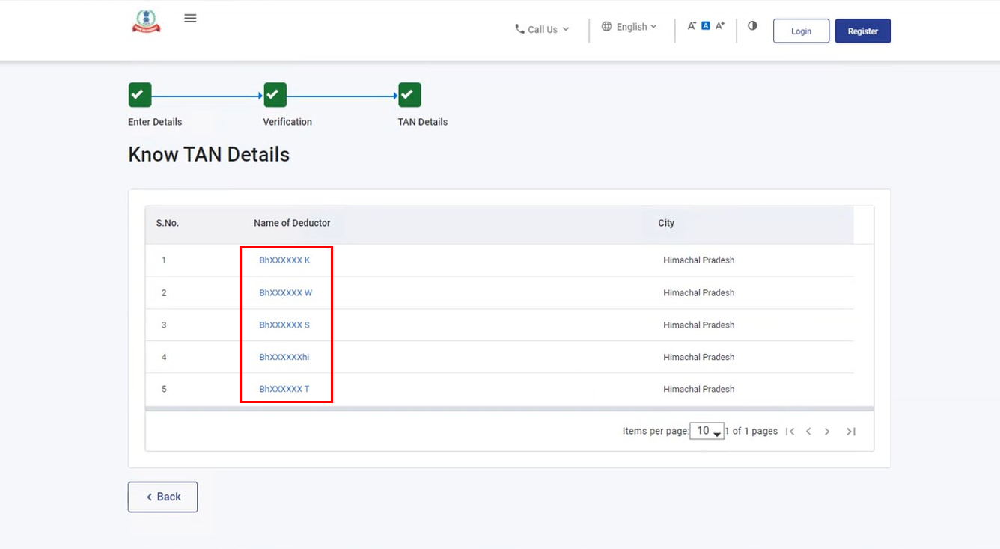 Call Us
English
A- A A+
Login
Register
Enter Details
Verification
TAN Details
Know TAN Details
S.No. Name of Deductor City
1 BhXXXXXX K Himachal Pradesh
2 BhXXXXXX W Himachal Pradesh
3 BhXXXXXX S Himachal Pradesh
4 BhXXXXXXhi Himachal Pradesh
5 BhXXXXXX T Himachal Pradesh
Items per page: 10 1 of 1 pages
Back